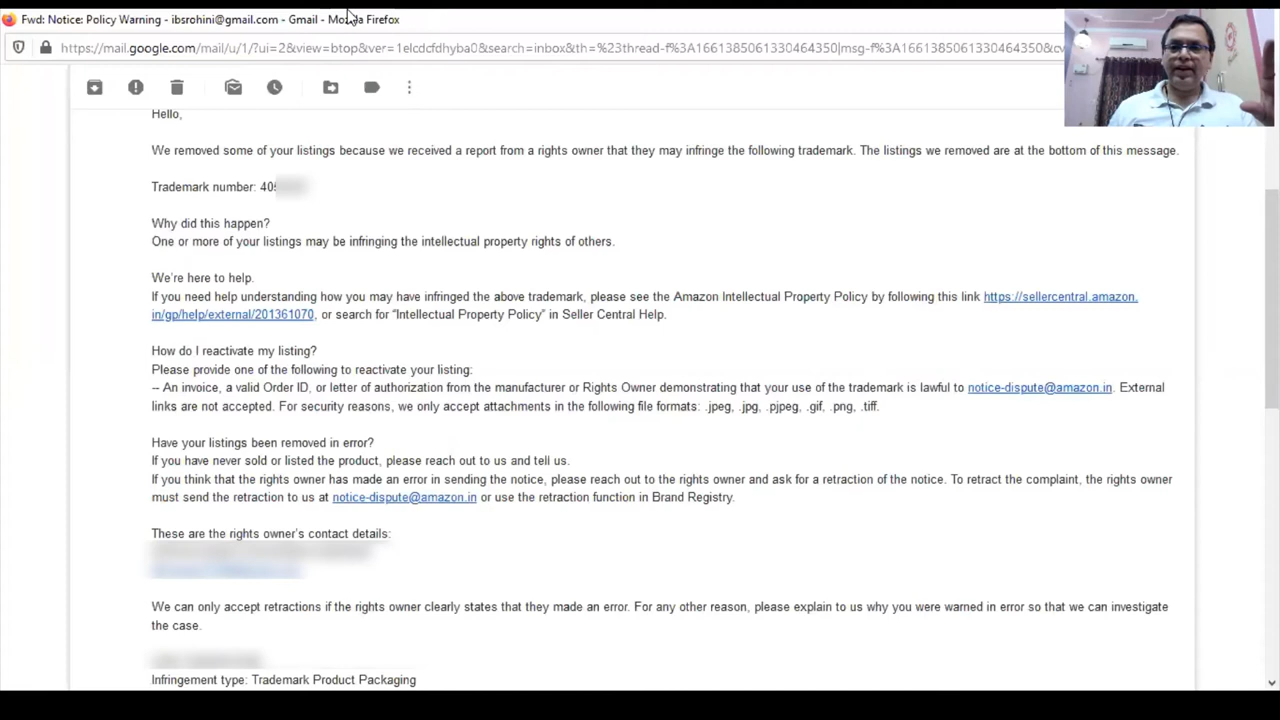 Fwd: Notice: Policy Warning - ibsrohini@gmail.com - Gmail - Mozilla Firefox
https://mail.google.com/mail/u/1/?ui=2&view=btop&ver=1elcdcfdhyba0&search=inbox&th=%23thread-f%3A1661385061330464350|msg-f%3A1661385061330464350&cv
Hello,
We removed some of your listings because we received a report from a rights owner that they may infringe the following trademark. The listings we removed are at the bottom of this message.
Trademark number: 405
Why did this happen?
One or more of your listings may be infringing the intellectual property rights of others.
We're here to help.
If you need help understanding how you may have infringed the above trademark, please see the Amazon Intellectual Property Policy by following this link https://sellercentral.amazon.
in/gp/help/external/201361070, or search for “Intellectual Property Policy” in Seller Central Help.
How do I reactivate my listing?
Please provide one of the following to reactivate your listing:
-- An invoice, a valid Order ID, or letter of authorization from the manufacturer or Rights Owner demonstrating that your use of the trademark is lawful to notice-dispute@amazon.in. External
links are not accepted. For security reasons, we only accept attachments in the following file formats: .jpeg, .jpg, .pjpeg, .gif, .png, .tiff.
Have your listings been removed in error?
If you have never sold or listed the product, please reach out to us and tell us.
If you think that the rights owner has made an error in sending the notice, please reach out to the rights owner and ask for a retraction of the notice. To retract the complaint, the rights owner
must send the retraction to us at notice-dispute@amazon.in or use the retraction function in Brand Registry.
These are the rights owner's contact details:
We can only accept retractions if the rights owner clearly states that they made an error. For any other reason, please explain to us why you were warned in error so that we can investigate
the case.
Infringement type: Trademark Product Packaging